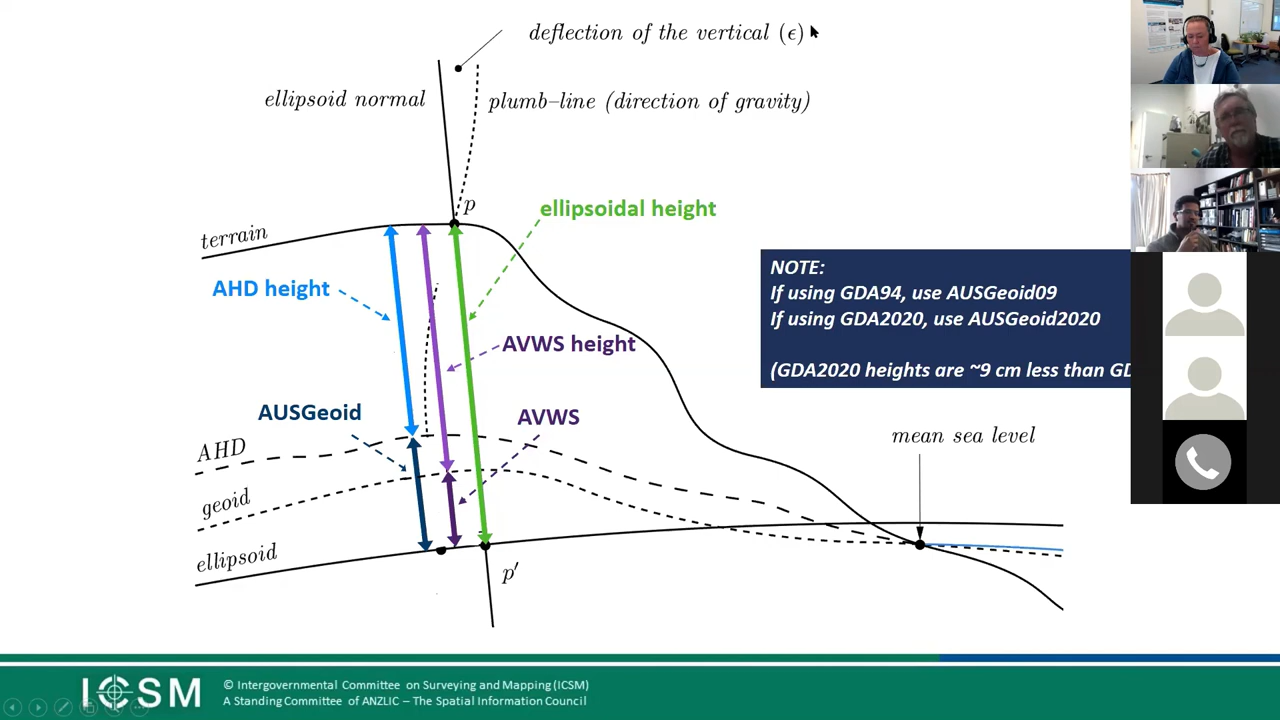 deflection of the vertical (ϵ)
ellipsoid normal
plumb–line (direction of gravity)
p
ellipsoidal height
terrain
AHD height
NOTE:
If using GDA94, use AUSGeoid09
If using GDA2020, use AUSGeoid2020
(GDA2020 heights are ~9 cm less than GD
AVWS height
AUSGeoid
AVWS
AHD
mean sea level
geoid
ellipsoid
p′
ICSM
© Intergovernmental Committee on Surveying and Mapping (ICSM)
A Standing Committee of ANZLIC – The Spatial Information Council